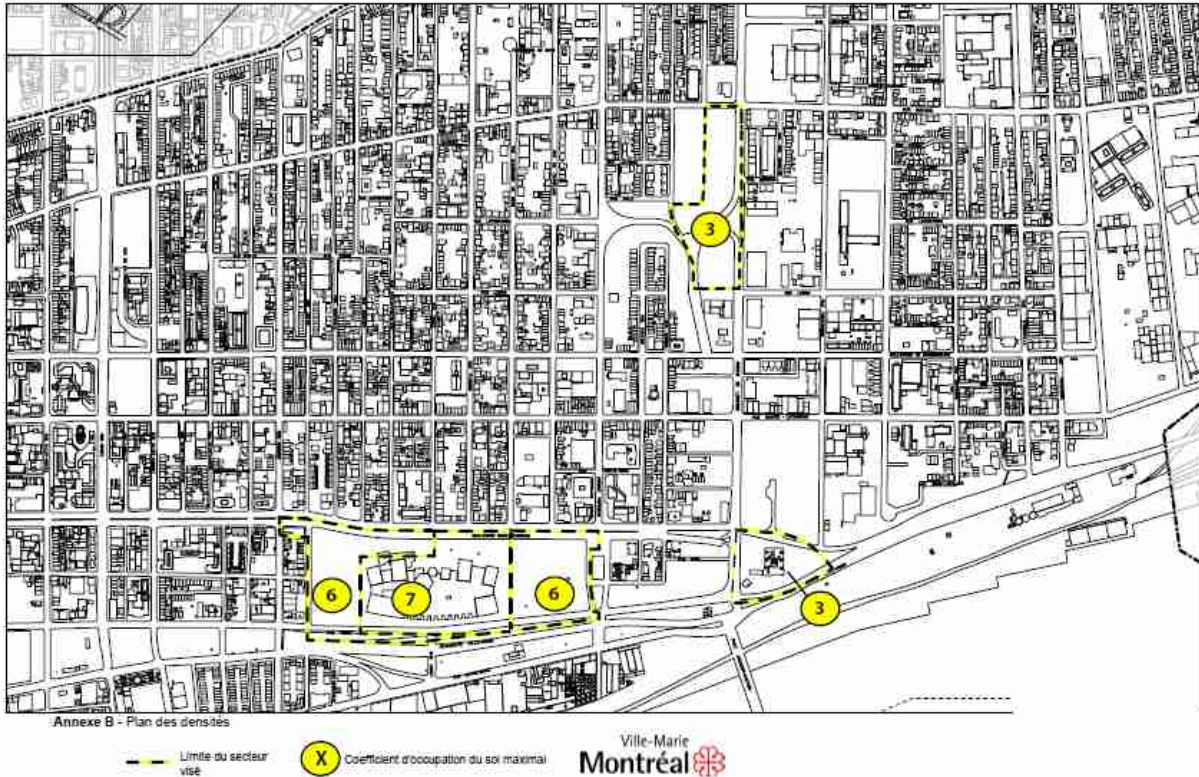 3
6
7
6
3
Annexe B - Plan des densités
Limite du secteur
visé
X
Coefficient d'occupation du sol maximal
Ville-Marie
Montréal